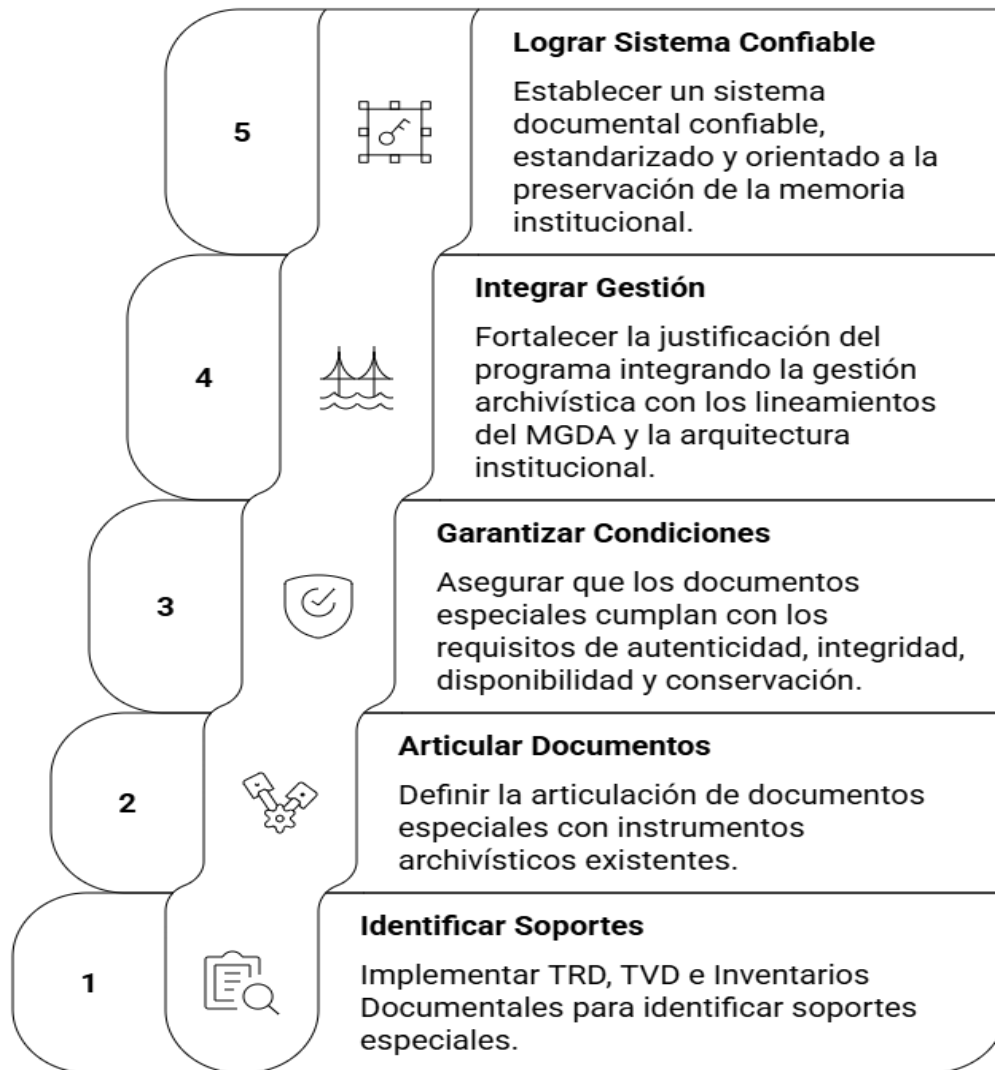 5
Lograr Sistema Confiable
Establecer un sistema
documental confiable,
estandarizado y orientado a la
preservación de la memoria
institucional.
4
Integrar Gestión
Fortalecer la justificación del
programa integrando la gestión
archivística con los lineamientos
del MGDA y la arquitectura
institucional.
3
Garantizar Condiciones
Asegurar que los documentos
especiales cumplan con los
requisitos de autenticidad, integridad,
disponibilidad y conservación.
2
Articular Documentos
Definir la articulación de documentos
especiales con instrumentos
archivísticos existentes.
1
Identificar Soportes
Implementar TRD, TVD e Inventarios
Documentales para identificar soportes
especiales.